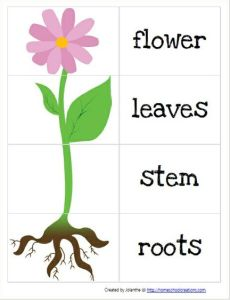 flower
leaves
stem
roots
Created by Jolanthe @ http://homeschoolcreations.com